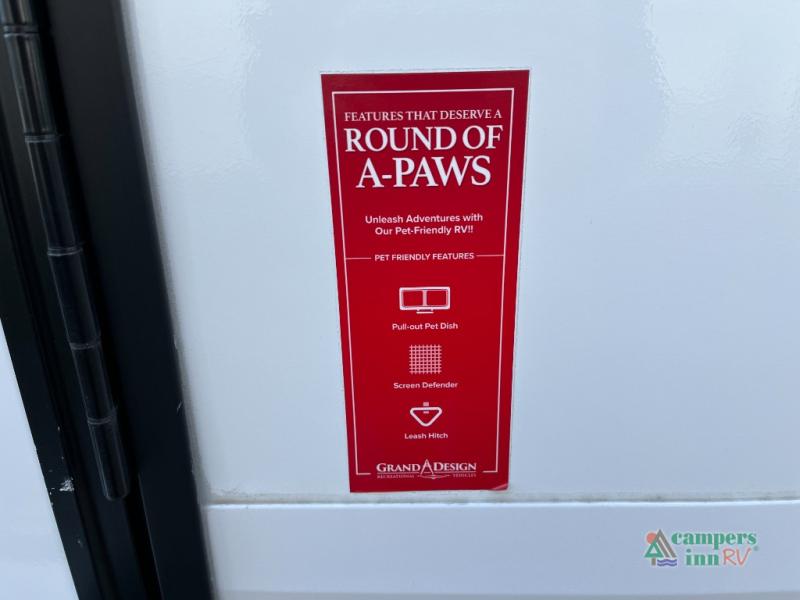 FEATURES THAT DESERVE A
ROUND OF
A-PAWS
Unleash Adventures with
Our Pet-Friendly RV!!
PET FRIENDLY FEATURES
Pull-out Pet Dish
Screen Defender
Leash Hitch
GRAND DESIGN
RECREATIONAL VEHICLES
campers
inn RV®